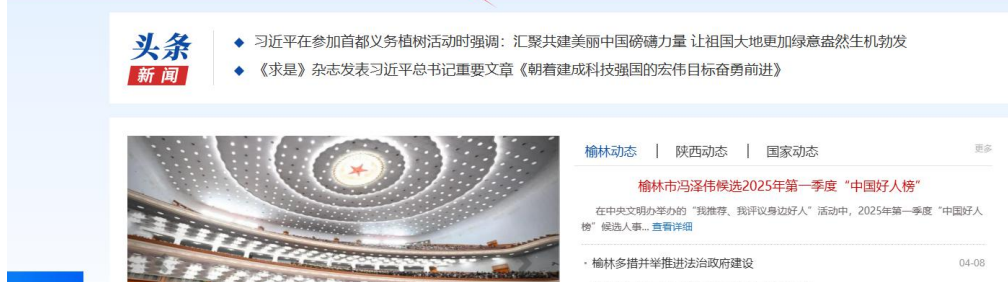 头条
新闻
◆ 习近平在参加首都义务植树活动时强调：汇聚共建美丽中国磅礴力量 让祖国大地更加绿意盎然生机勃发
◆ 《求是》杂志发表习近平总书记重要文章《朝着建成科技强国的宏伟目标奋勇前进》
榆林动态 | 陕西动态 | 国家动态 更多
榆林市冯泽伟候选2025年第一季度“中国好人榜”
在中央文明办举办的“我推荐、我评议身边好人”活动中，2025年第一季度“中国好人
榜”候选人事... 查看详细
· 榆林多措并举推进法治政府建设 04-08